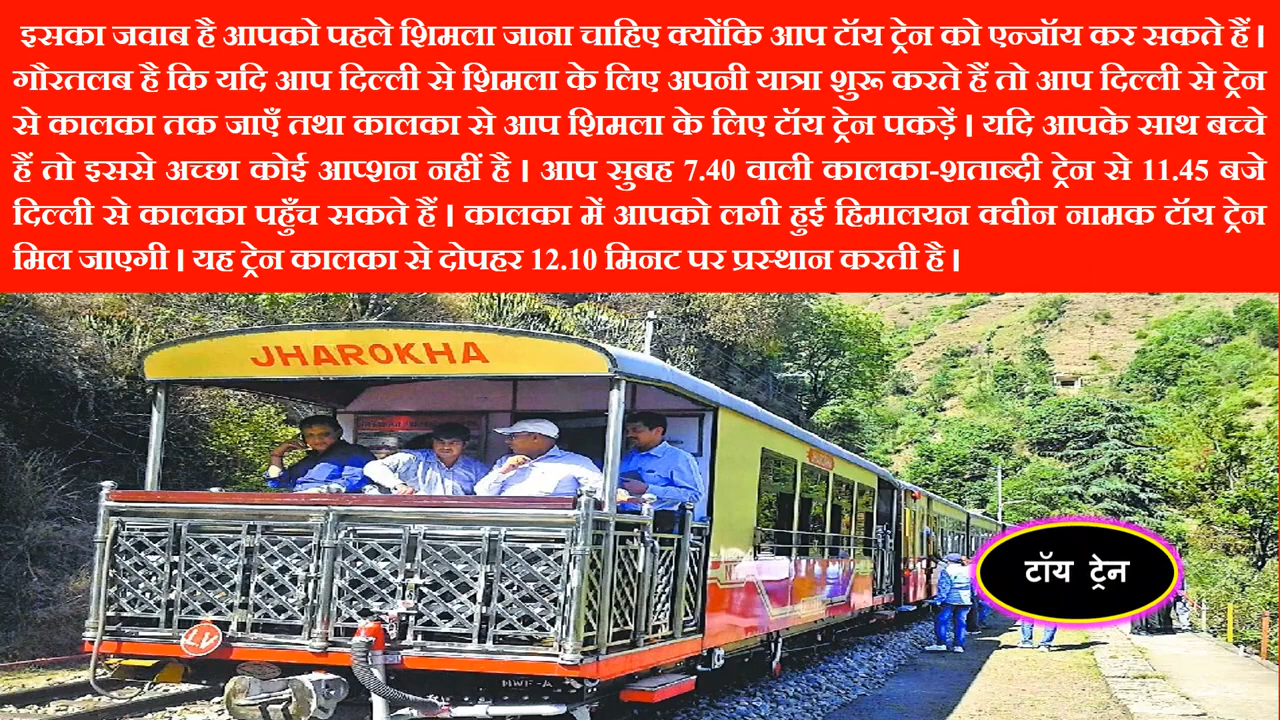 इसका जवाब है आपको पहले शिमला जाना चाहिए क्योंकि आप टॉय ट्रेन को एन्जॉय कर सकते हैं।
गौरतलब है कि यदि आप दिल्ली से शिमला के लिए अपनी यात्रा शुरू करते हैं तो आप दिल्ली से ट्रेन
से कालका तक जाएँ तथा कालका से आप शिमला के लिए टॉय ट्रेन पकड़ें। यदि आपके साथ बच्चे
हैं तो इससे अच्छा कोई आप्शन नहीं है। आप सुबह 7.40 वाली कालका-शताब्दी ट्रेन से 11.45 बजे
दिल्ली से कालका पहुँच सकते हैं। कालका में आपको लगी हुई हिमालयन क्वीन नामक टॉय ट्रेन
मिल जाएगी। यह ट्रेन कालका से दोपहर 12.10 मिनट पर प्रस्थान करती है।
JHAROKHA
टॉय ट्रेन
LV